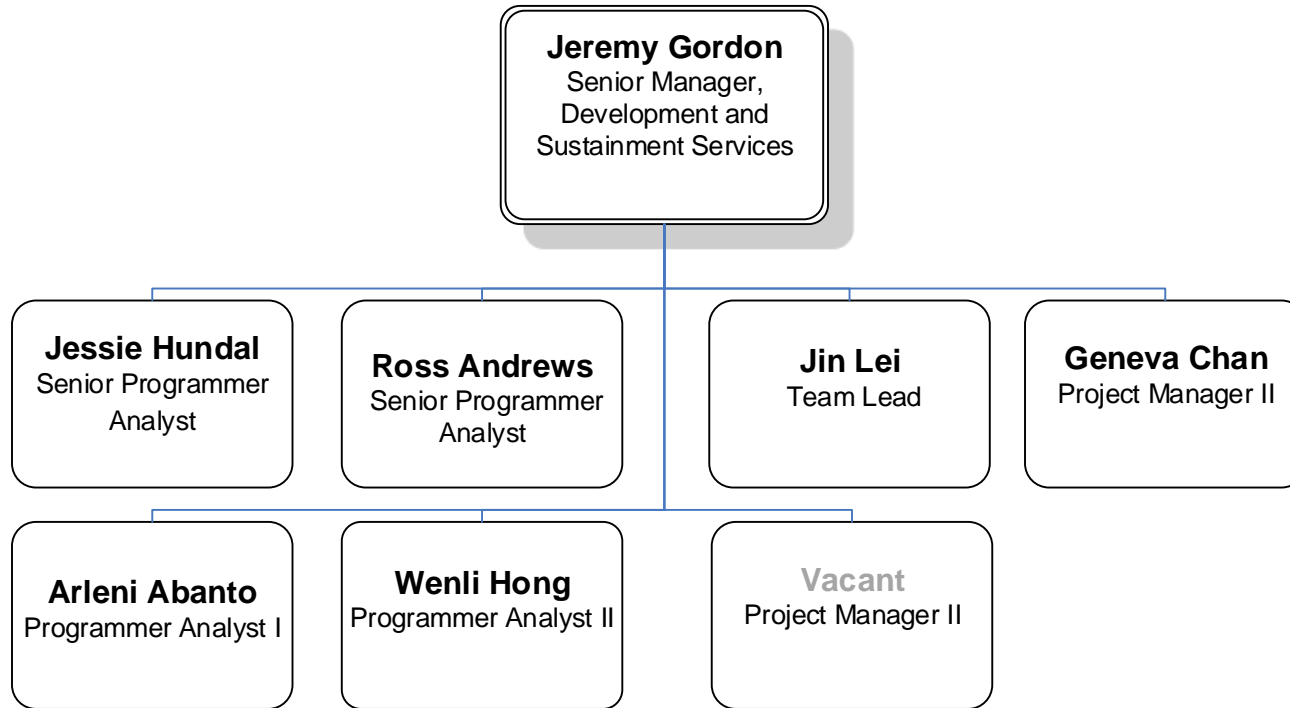 Jeremy Gordon
Senior Manager,
Development and
Sustainment Services
Jessie Hundal
Senior Programmer
Analyst
Ross Andrews
Senior Programmer
Analyst
Jin Lei
Team Lead
Geneva Chan
Project Manager II
Arleni Abanto
Programmer Analyst I
Wenli Hong
Programmer Analyst II
Vacant
Project Manager II